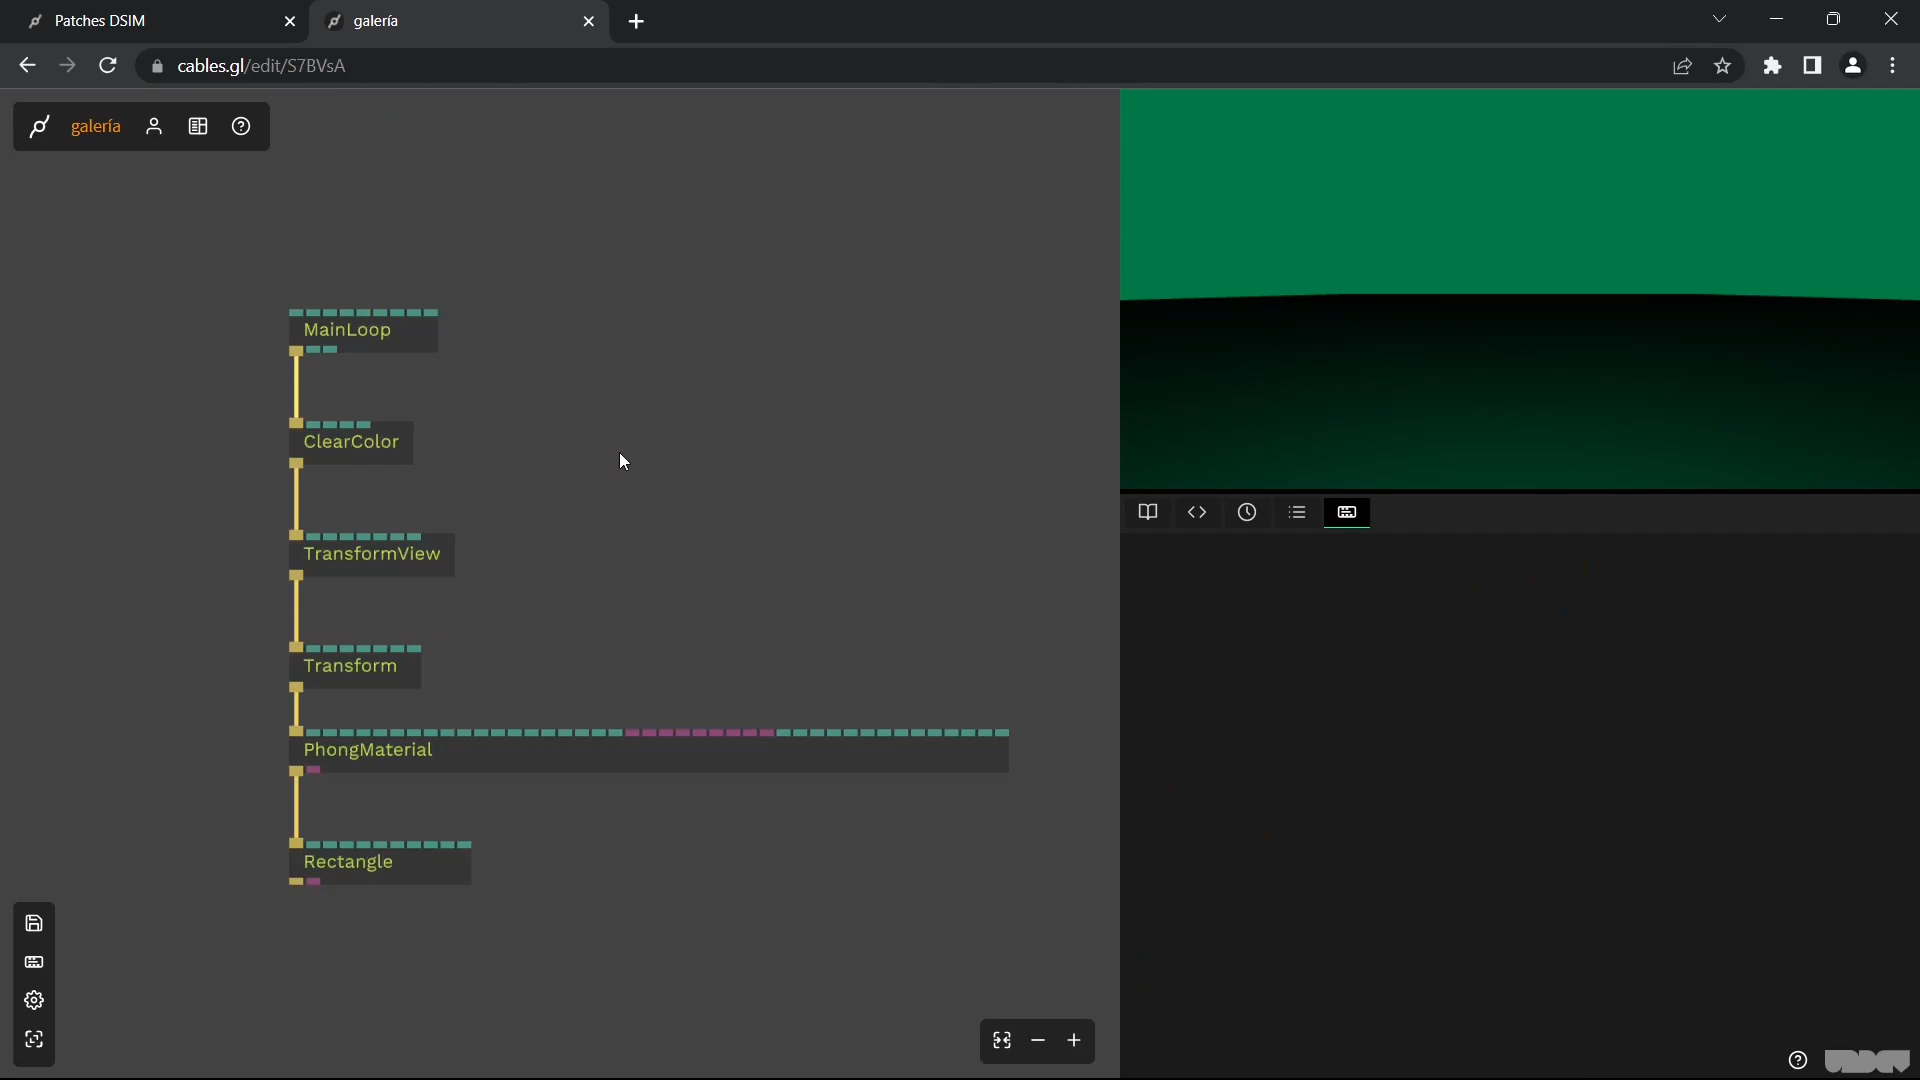 Patches DSIM
galería
cables.gl/edit/S7BVsA
galería
MainLoop
ClearColor
TransformView
Transform
PhongMaterial
Rectangle